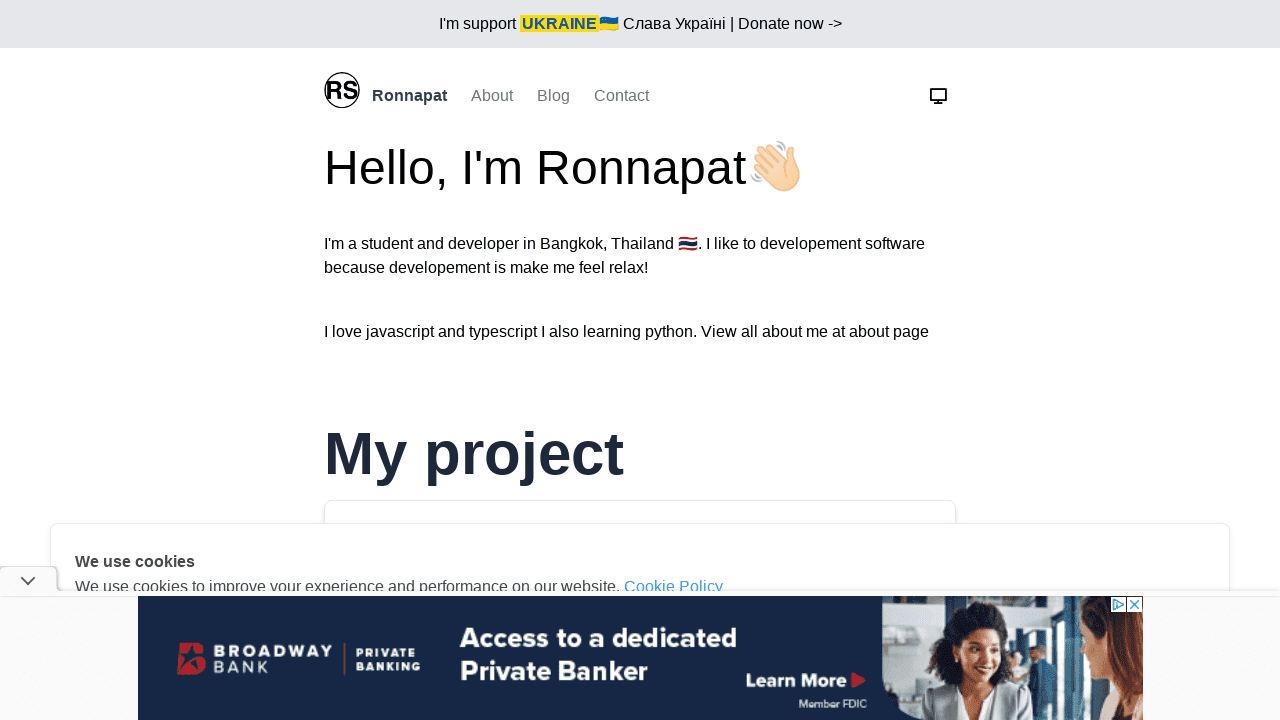 I'm support UKRAINE🇺🇦 Слава Україні | Donate now ->
RS Ronnapat About Blog Contact
Hello, I'm Ronnapat👋🏻
I'm a student and developer in Bangkok, Thailand 🇹🇭. I like to developement software
because developement is make me feel relax!
I love javascript and typescript I also learning python. View all about me at about page
My project
We use cookies
We use cookies to improve your experience and performance on our website. Cookie Policy
BROADWAY BANK | PRIVATE BANKING
Access to a dedicated
Private Banker
Learn More
Member FDIC